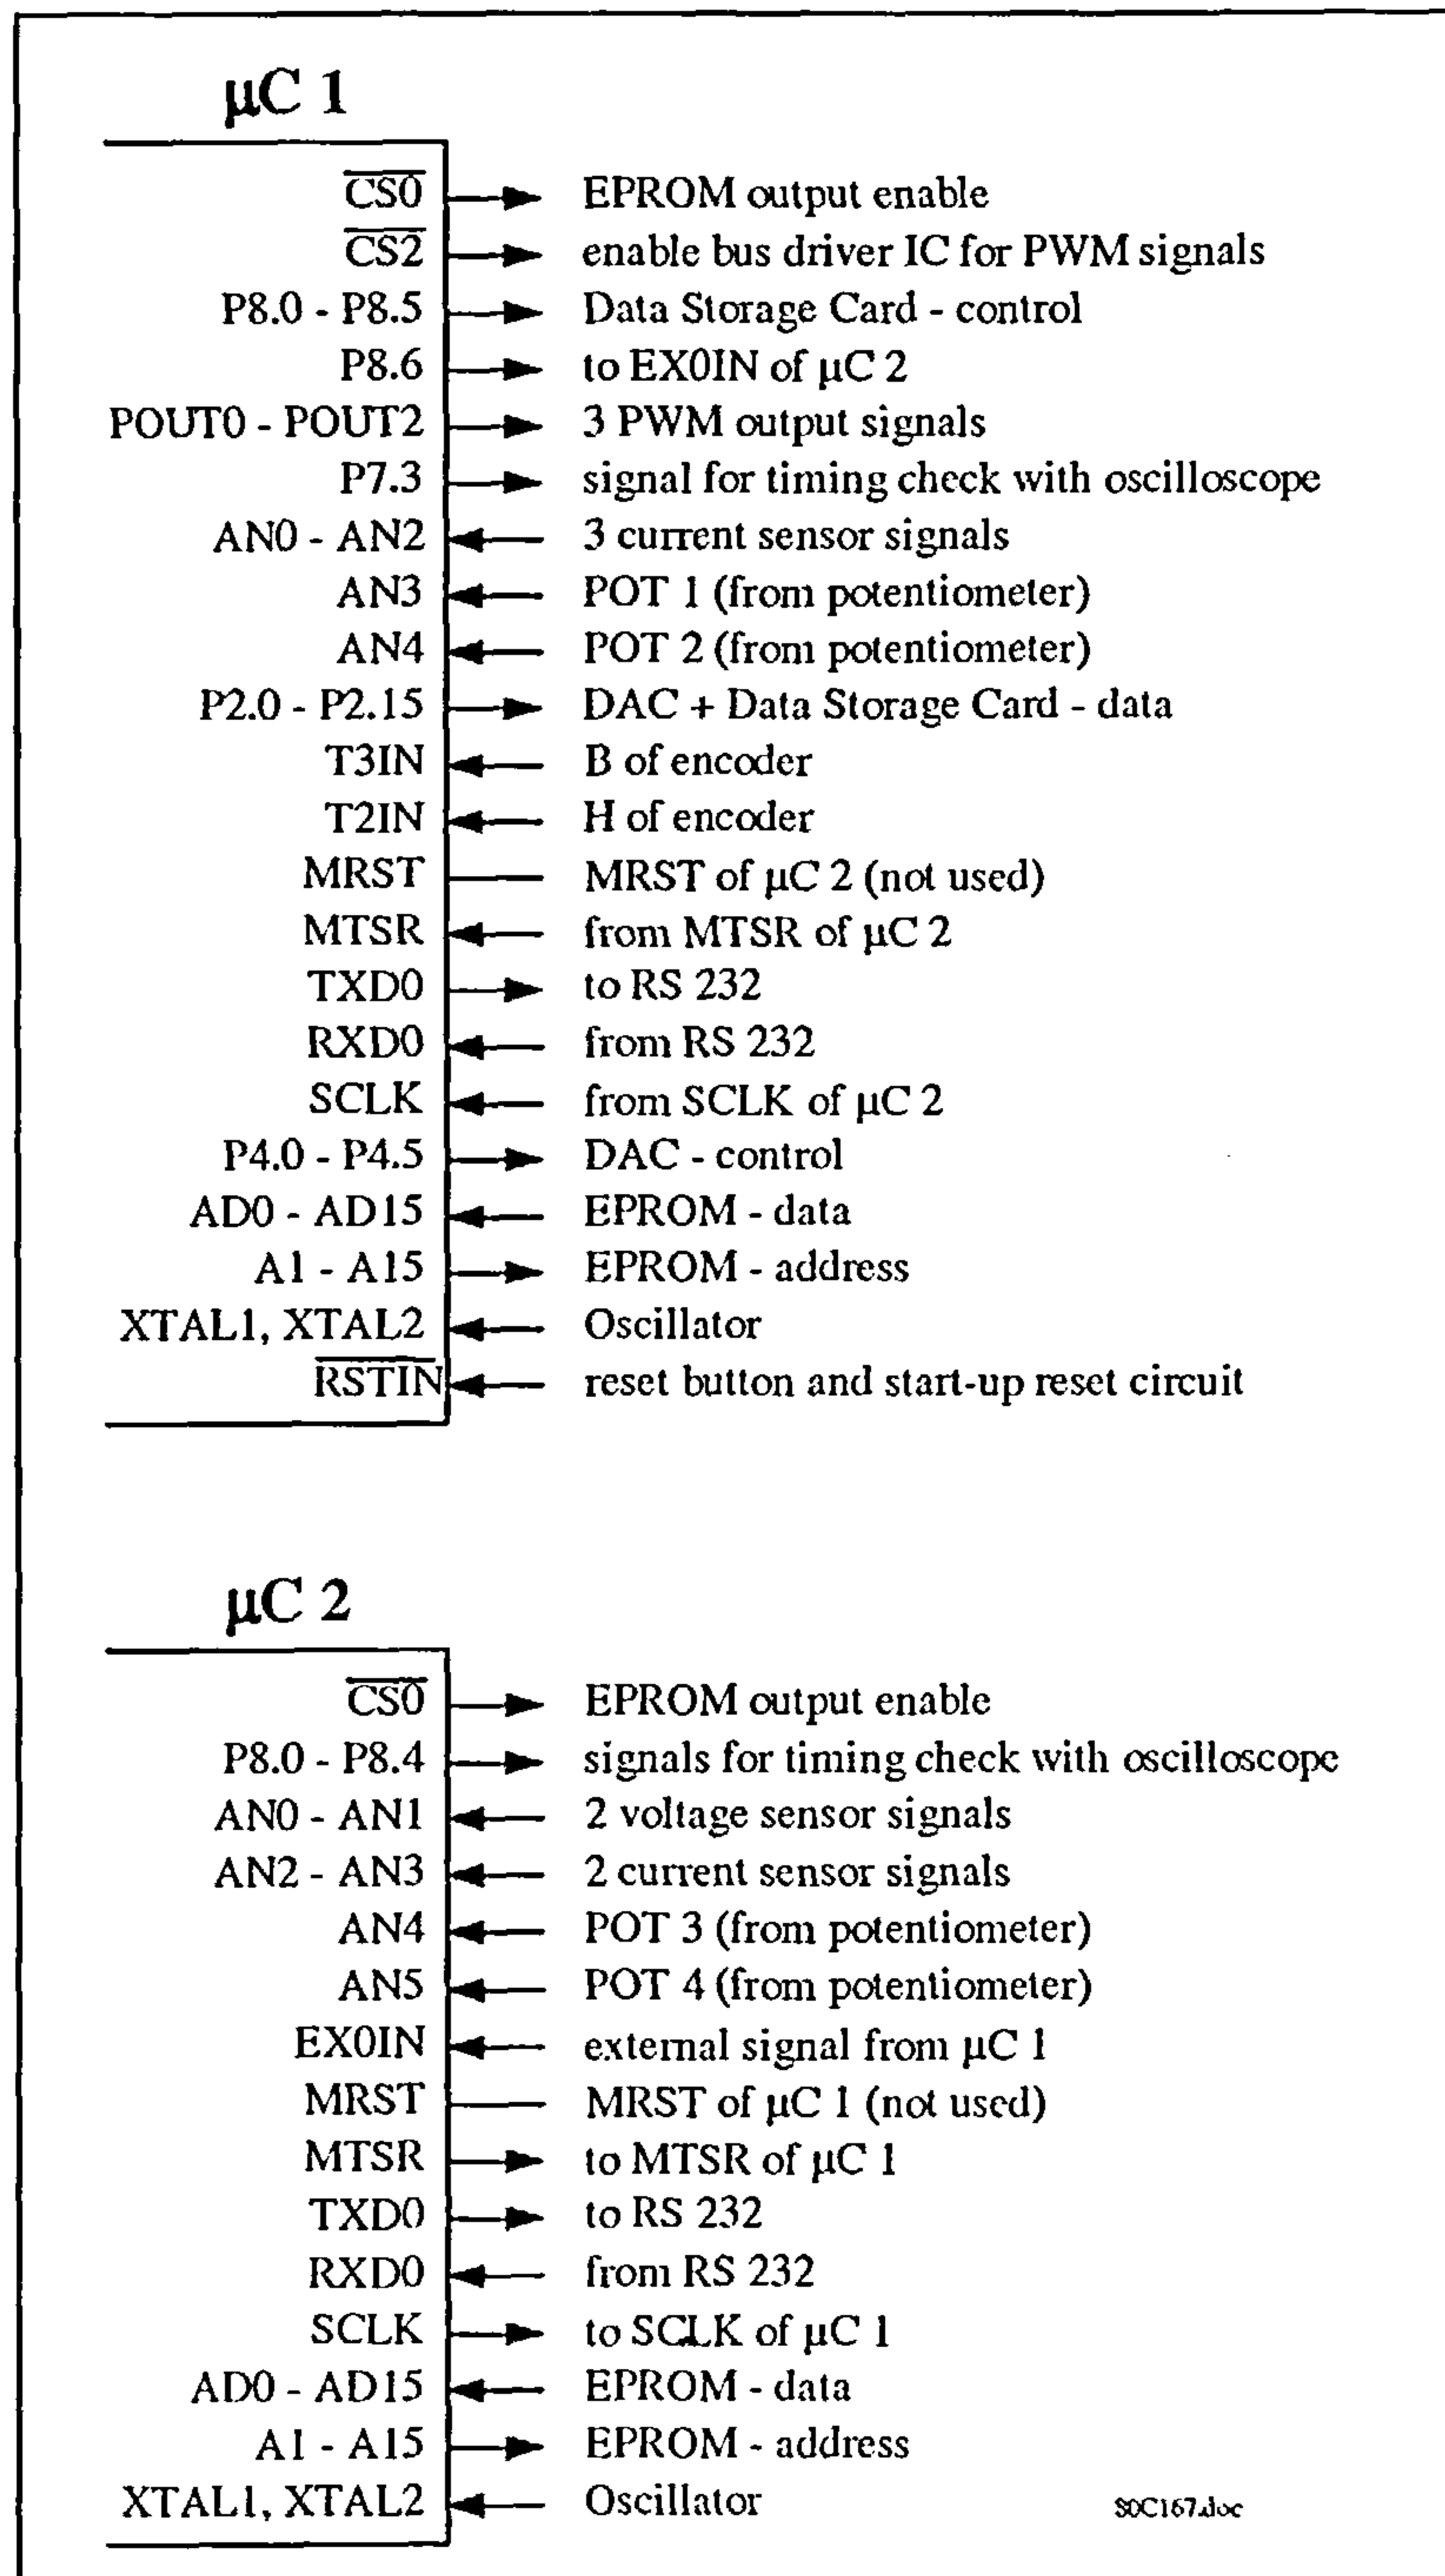 µC 1
CS0 EPROM output enable
CS2 enable bus driver IC for PWM signals
P8.0 - P8.5 Data Storage Card - control
P8.6 to EX0IN of µC 2
POUT0 - POUT2 3 PWM output signals
P7.3 signal for timing check with oscilloscope
AN0 - AN2 3 current sensor signals
AN3 POT 1 (from potentiometer)
AN4 POT 2 (from potentiometer)
P2.0 - P2.15 DAC + Data Storage Card - data
T3IN B of encoder
T2IN H of encoder
MRST MRST of µC 2 (not used)
MTSR from MTSR of µC 2
TXD0 to RS 232
RXD0 from RS 232
SCLK from SCLK of µC 2
P4.0 - P4.5 DAC - control
AD0 - AD15 EPROM - data
A1 - A15 EPROM - address
XTAL1, XTAL2 Oscillator
RSTIN reset button and start-up reset circuit
µC 2
CS0 EPROM output enable
P8.0 - P8.4 signals for timing check with oscilloscope
AN0 - AN1 2 voltage sensor signals
AN2 - AN3 2 current sensor signals
AN4 POT 3 (from potentiometer)
AN5 POT 4 (from potentiometer)
EX0IN external signal from µC 1
MRST MRST of µC 1 (not used)
MTSR to MTSR of µC 1
TXD0 to RS 232
RXD0 from RS 232
SCLK to SCLK of µC 1
AD0 - AD15 EPROM - data
A1 - A15 EPROM - address
XTAL1, XTAL2 Oscillator
80C167.doc